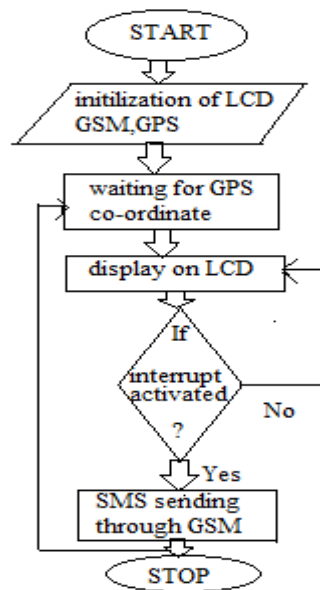 START
initilization of LCD
GSM,GPS
waiting for GPS
co-ordinate
display on LCD
If
interrupt
activated
?
No
Yes
SMS sending
through GSM
STOP